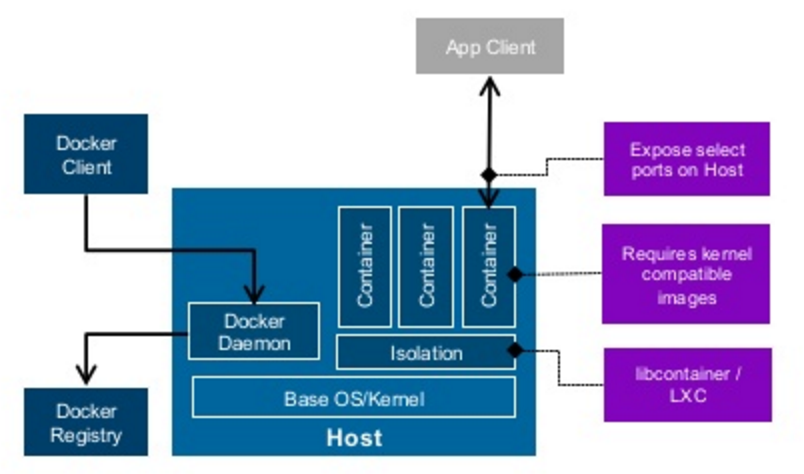 App Client
Docker
Client
Expose select
ports on Host
Container
Container
Container
Requires kernel
compatible
images
Docker
Daemon
Isolation
libcontainer /
LXC
Base OS/Kernel
Docker
Registry
Host